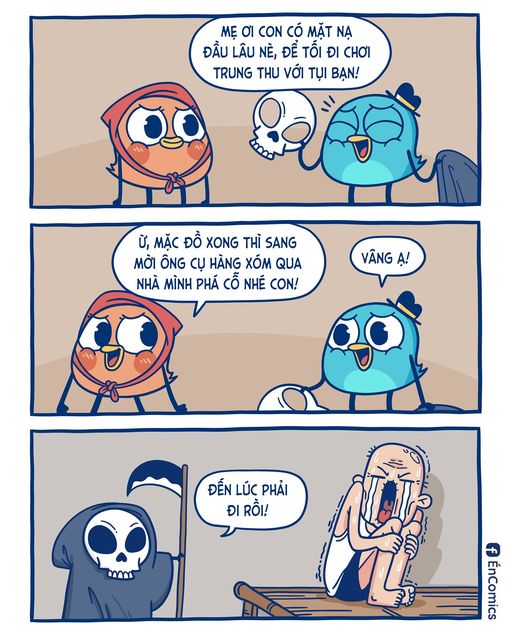 MẸ ƠI CON CÓ MẶT NẠ
ĐẦU LÂU NÈ, ĐỂ TỐI ĐI CHƠI
TRUNG THU VỚI TỤI BẠN!
Ừ, MẶC ĐỒ XONG THÌ SANG
MỜI ÔNG CỤ HÀNG XÓM QUA
NHÀ MÌNH PHÁ CỖ NHÉ CON!
VÂNG Ạ!
ĐẾN LÚC PHẢI
ĐI RỒI!
ÉnComics